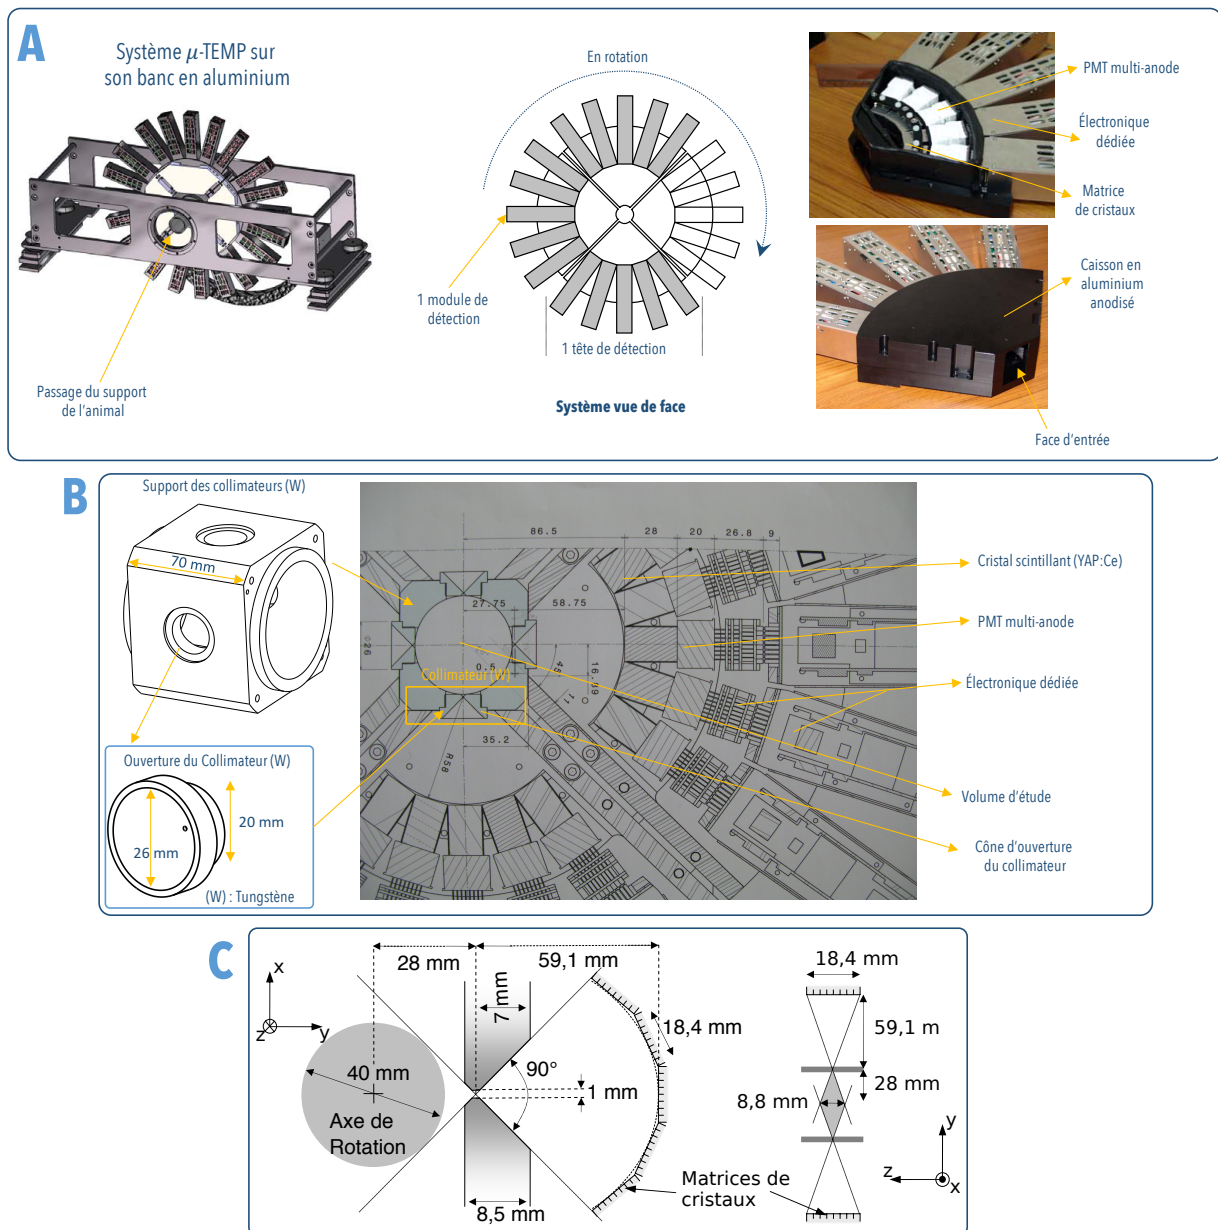 A
Système μ-TEMP sur
son banc en aluminium
Passage du support
de l'animal
En rotation
1 module de
détection
1 tête de détection
Système vue de face
PMT multi-anode
Électronique
dédiée
Matrice
de cristaux
Caisson en
aluminium
anodisé
Face d'entrée
B
Support des collimateurs (W)
70 mm
Ouverture du Collimateur (W)
20 mm
26 mm
(W) : Tungstène
86.5
28
20
26.8
9
27.75
58.75
0.5
16.09
35.2
R58
Collimateur (W)
Cristal scintillant (YAP:Ce)
PMT multi-anode
Électronique dédiée
Volume d'étude
Cône d'ouverture
du collimateur
C
x
z
y
28 mm
59,1 mm
7 mm
18,4 mm
90°
40 mm
1 mm
Axe de
Rotation
8,5 mm
Matrices de
cristaux
18,4 mm
59,1 m
28 mm
8,8 mm
y
z
x